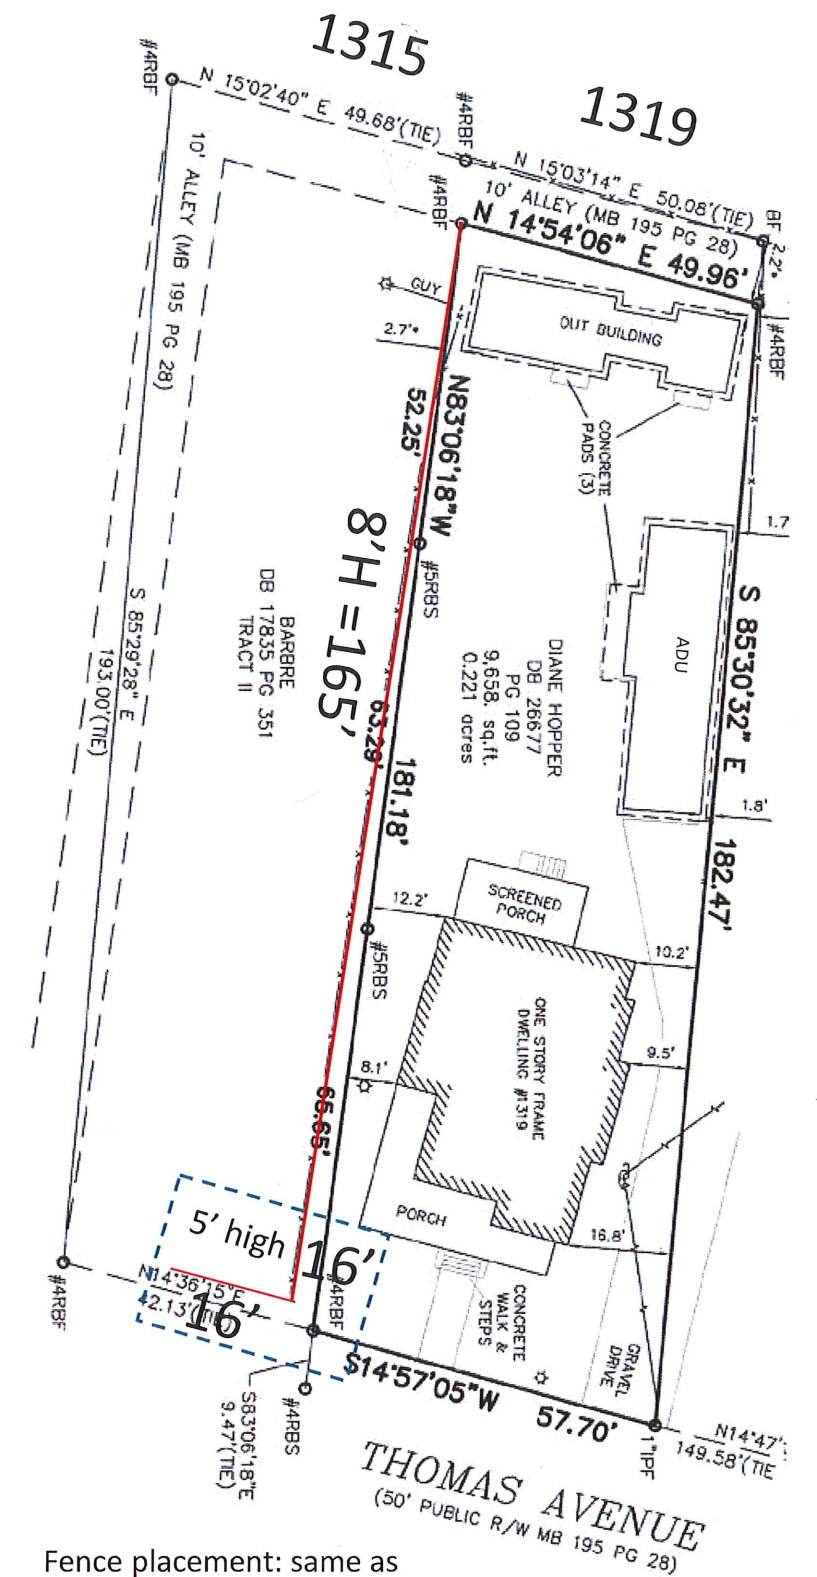 1315
1319
#4RBF
N 15°02'40" E 49.68'(TIE)
#4RBF
N 15°03'14" E 50.08'(TIE)
10' ALLEY (MB 195 PG 28)
#4RBF
N 14°54'06" E 49.96'
BF 2.2'
#4RBF
10' ALLEY (MB 195 PG 28)
GUY
2.7'
OUT BUILDING
N83°06'18"W
52.25'
CONCRETE
PADS (3)
1.7
#5RBS
8'H =165'
BARBRE
DB 17835 PG 351
TRACT II
DIANE HOPPER
DB 26677
PG 109
9,658. sq.ft.
0.221 acres
ADU
S 85°30'32" E 182.47'
S 85°29'28" E
193.00'(TIE)
63.29'
181.18'
1.8'
SCREENED
PORCH
12.2'
#5RBS
10.2'
ONE STORY FRAME
DWELLING #1319
9.5'
8.1'
65.65'
PORCH
16.8'
5' high
16'
16'
N14°36'15"E
42.13'(TIE)
#4RBF
#4RBF
CONCRETE
WALK &
STEPS
GRAVEL
DRIVE
S14°57'05"W 57.70'
#4RBS
S83°06'18"E
9.47'(TIE)
1"IPF
N14°47'
149.58'(TIE
THOMAS AVENUE
(50' PUBLIC R/W MB 195 PG 28)
Fence placement: same as